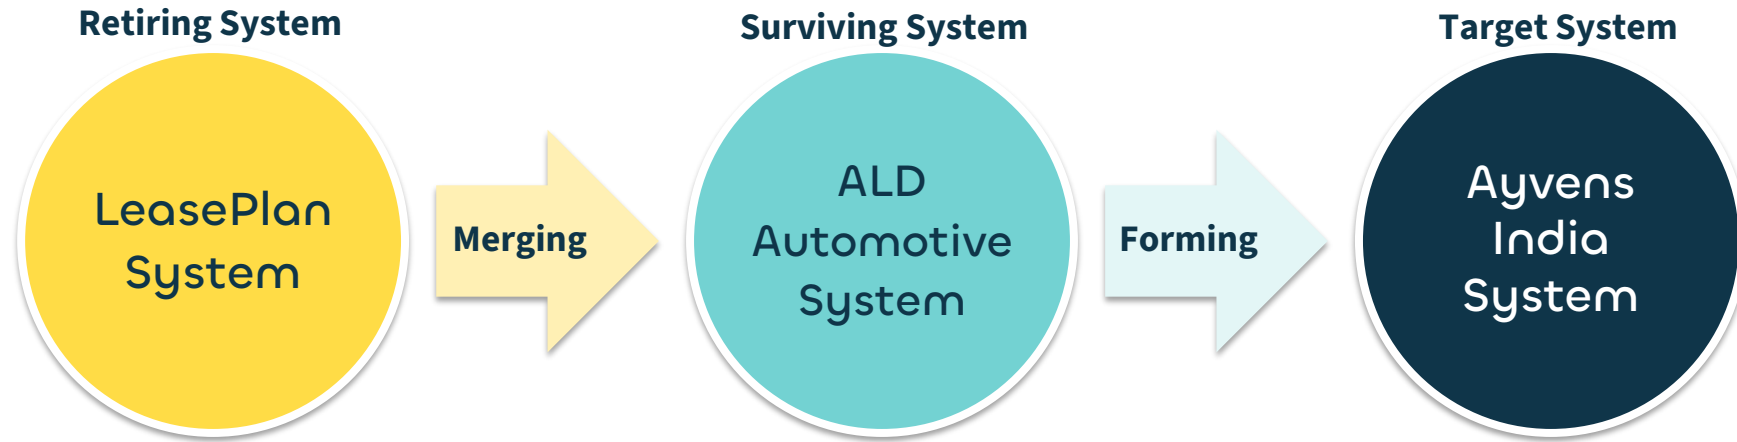 Retiring System
Surviving System
Target System
LeasePlan
System
Merging
ALD
Automotive
System
Forming
Ayvens
India
System